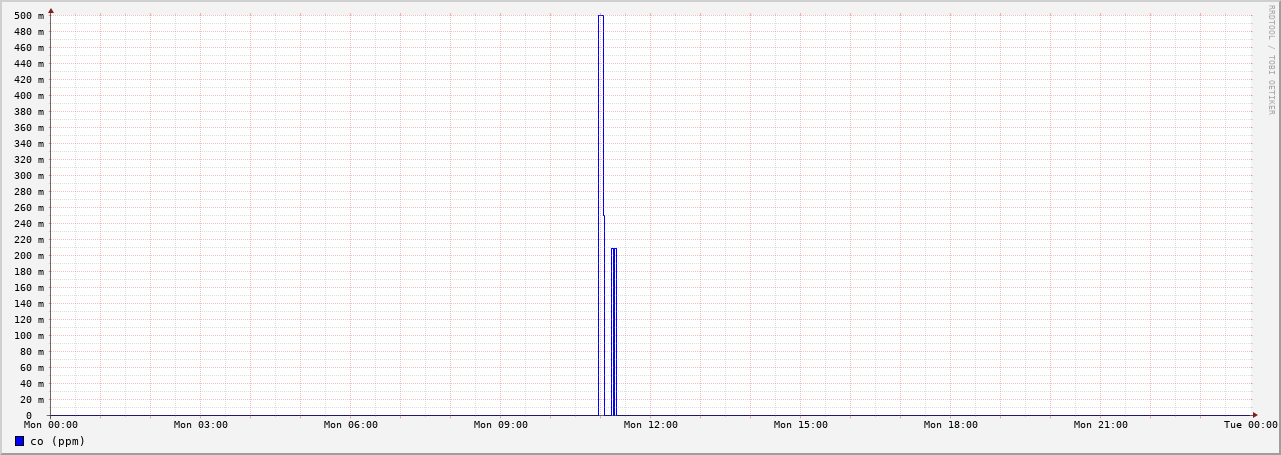 500 m
480 m
460 m
440 m
420 m
400 m
380 m
360 m
340 m
320 m
300 m
280 m
260 m
240 m
220 m
200 m
180 m
160 m
140 m
120 m
100 m
80 m
60 m
40 m
20 m
0
Mon 00:00 Mon 03:00 Mon 06:00 Mon 09:00 Mon 12:00 Mon 15:00 Mon 18:00 Mon 21:00 Tue 00:00
co (ppm)
RRDTOOL / TOBI OETIKER